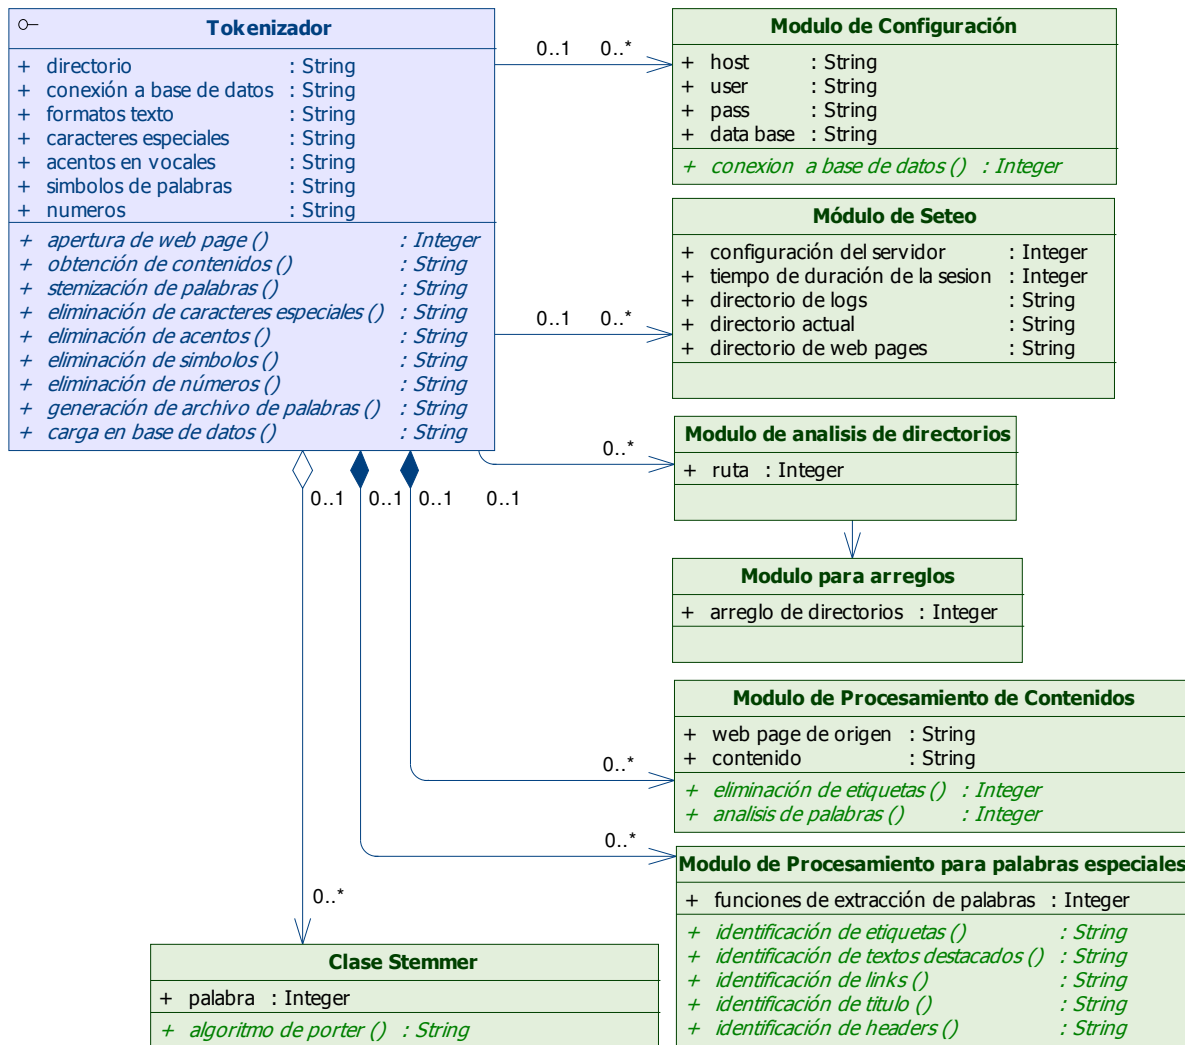 Tokenizador
+ directorio : String
+ conexión a base de datos : String
+ formatos texto : String
+ caracteres especiales : String
+ acentos en vocales : String
+ simbolos de palabras : String
+ numeros : String
+ apertura de web page () : Integer
+ obtención de contenidos () : String
+ stemización de palabras () : String
+ eliminación de caracteres especiales () : String
+ eliminación de acentos () : String
+ eliminación de simbolos () : String
+ eliminación de números () : String
+ generación de archivo de palabras () : String
+ carga en base de datos () : String
0..1 0..*
Modulo de Configuración
+ host : String
+ user : String
+ pass : String
+ data base : String
+ conexion a base de datos () : Integer
0..1 0..*
Módulo de Seteo
+ configuración del servidor : Integer
+ tiempo de duración de la sesion : Integer
+ directorio de logs : String
+ directorio actual : String
+ directorio de web pages : String
0..*
0..1 0..1 0..1 0..1
Modulo de analisis de directorios
+ ruta : Integer
Modulo para arreglos
+ arreglo de directorios : Integer
0..*
Modulo de Procesamiento de Contenidos
+ web page de origen : String
+ contenido : String
+ eliminación de etiquetas () : Integer
+ analisis de palabras () : Integer
0..*
Modulo de Procesamiento para palabras especiales
+ funciones de extracción de palabras : Integer
+ identificación de etiquetas () : String
+ identificación de textos destacados () : String
+ identificación de links () : String
+ identificación de titulo () : String
+ identificación de headers () : String
0..*
Clase Stemmer
+ palabra : Integer
+ algoritmo de porter () : String